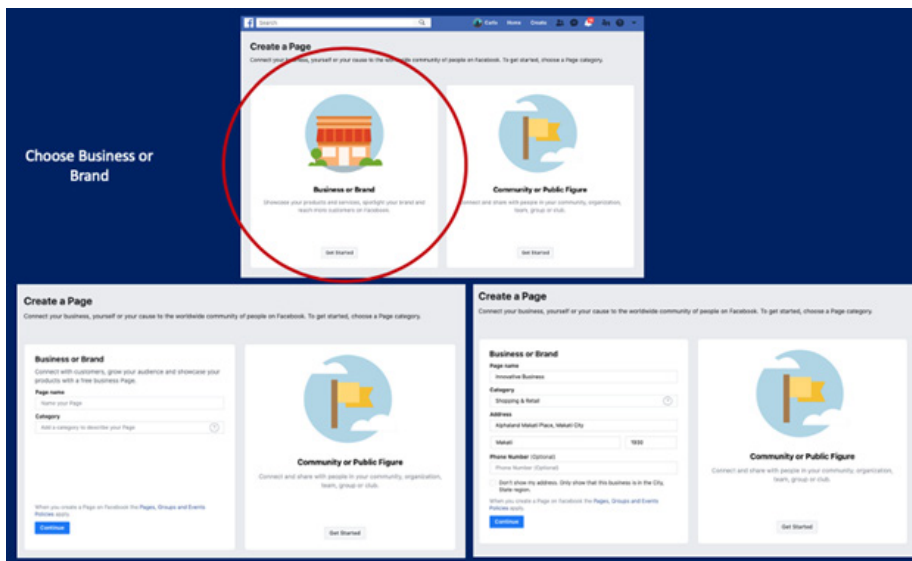 Search
Carlo Home Create
Create a Page
Connect your business, yourself or your cause to the worldwide community of people on Facebook. To get started, choose a Page category.
Choose Business or
Brand
Business or Brand
Showcase your products and services, spotlight your brand and
reach more customers on Facebook.
Get Started
Community or Public Figure
Connect and share with people in your community, organization,
team, group or club.
Get Started
Create a Page
Connect your business, yourself or your cause to the worldwide community of people on Facebook. To get started, choose a Page category.
Business or Brand
Connect with customers, grow your audience and showcase your
products with a free business Page.
Page name
Name your Page
Category
Add a category to describe your Page
When you create a Page on Facebook the Pages, Groups and Events
Policies apply.
Continue
Community or Public Figure
Connect and share with people in your community, organization,
team, group or club.
Get Started
Create a Page
Connect your business, yourself or your cause to the worldwide community of people on Facebook. To get started, choose a Page category.
Business or Brand
Page name
Innovative Business
Category
Shopping & Retail
Address
Alphaland Makati Place, Makati City
Makati 1930
Phone Number (Optional)
Phone Number (Optional)
Don't show my address. Only show that this business is in the City,
State region.
When you create a Page on Facebook the Pages, Groups and Events
Policies apply.
Continue
Community or Public Figure
Connect and share with people in your community, organization,
team, group or club.
Get Started